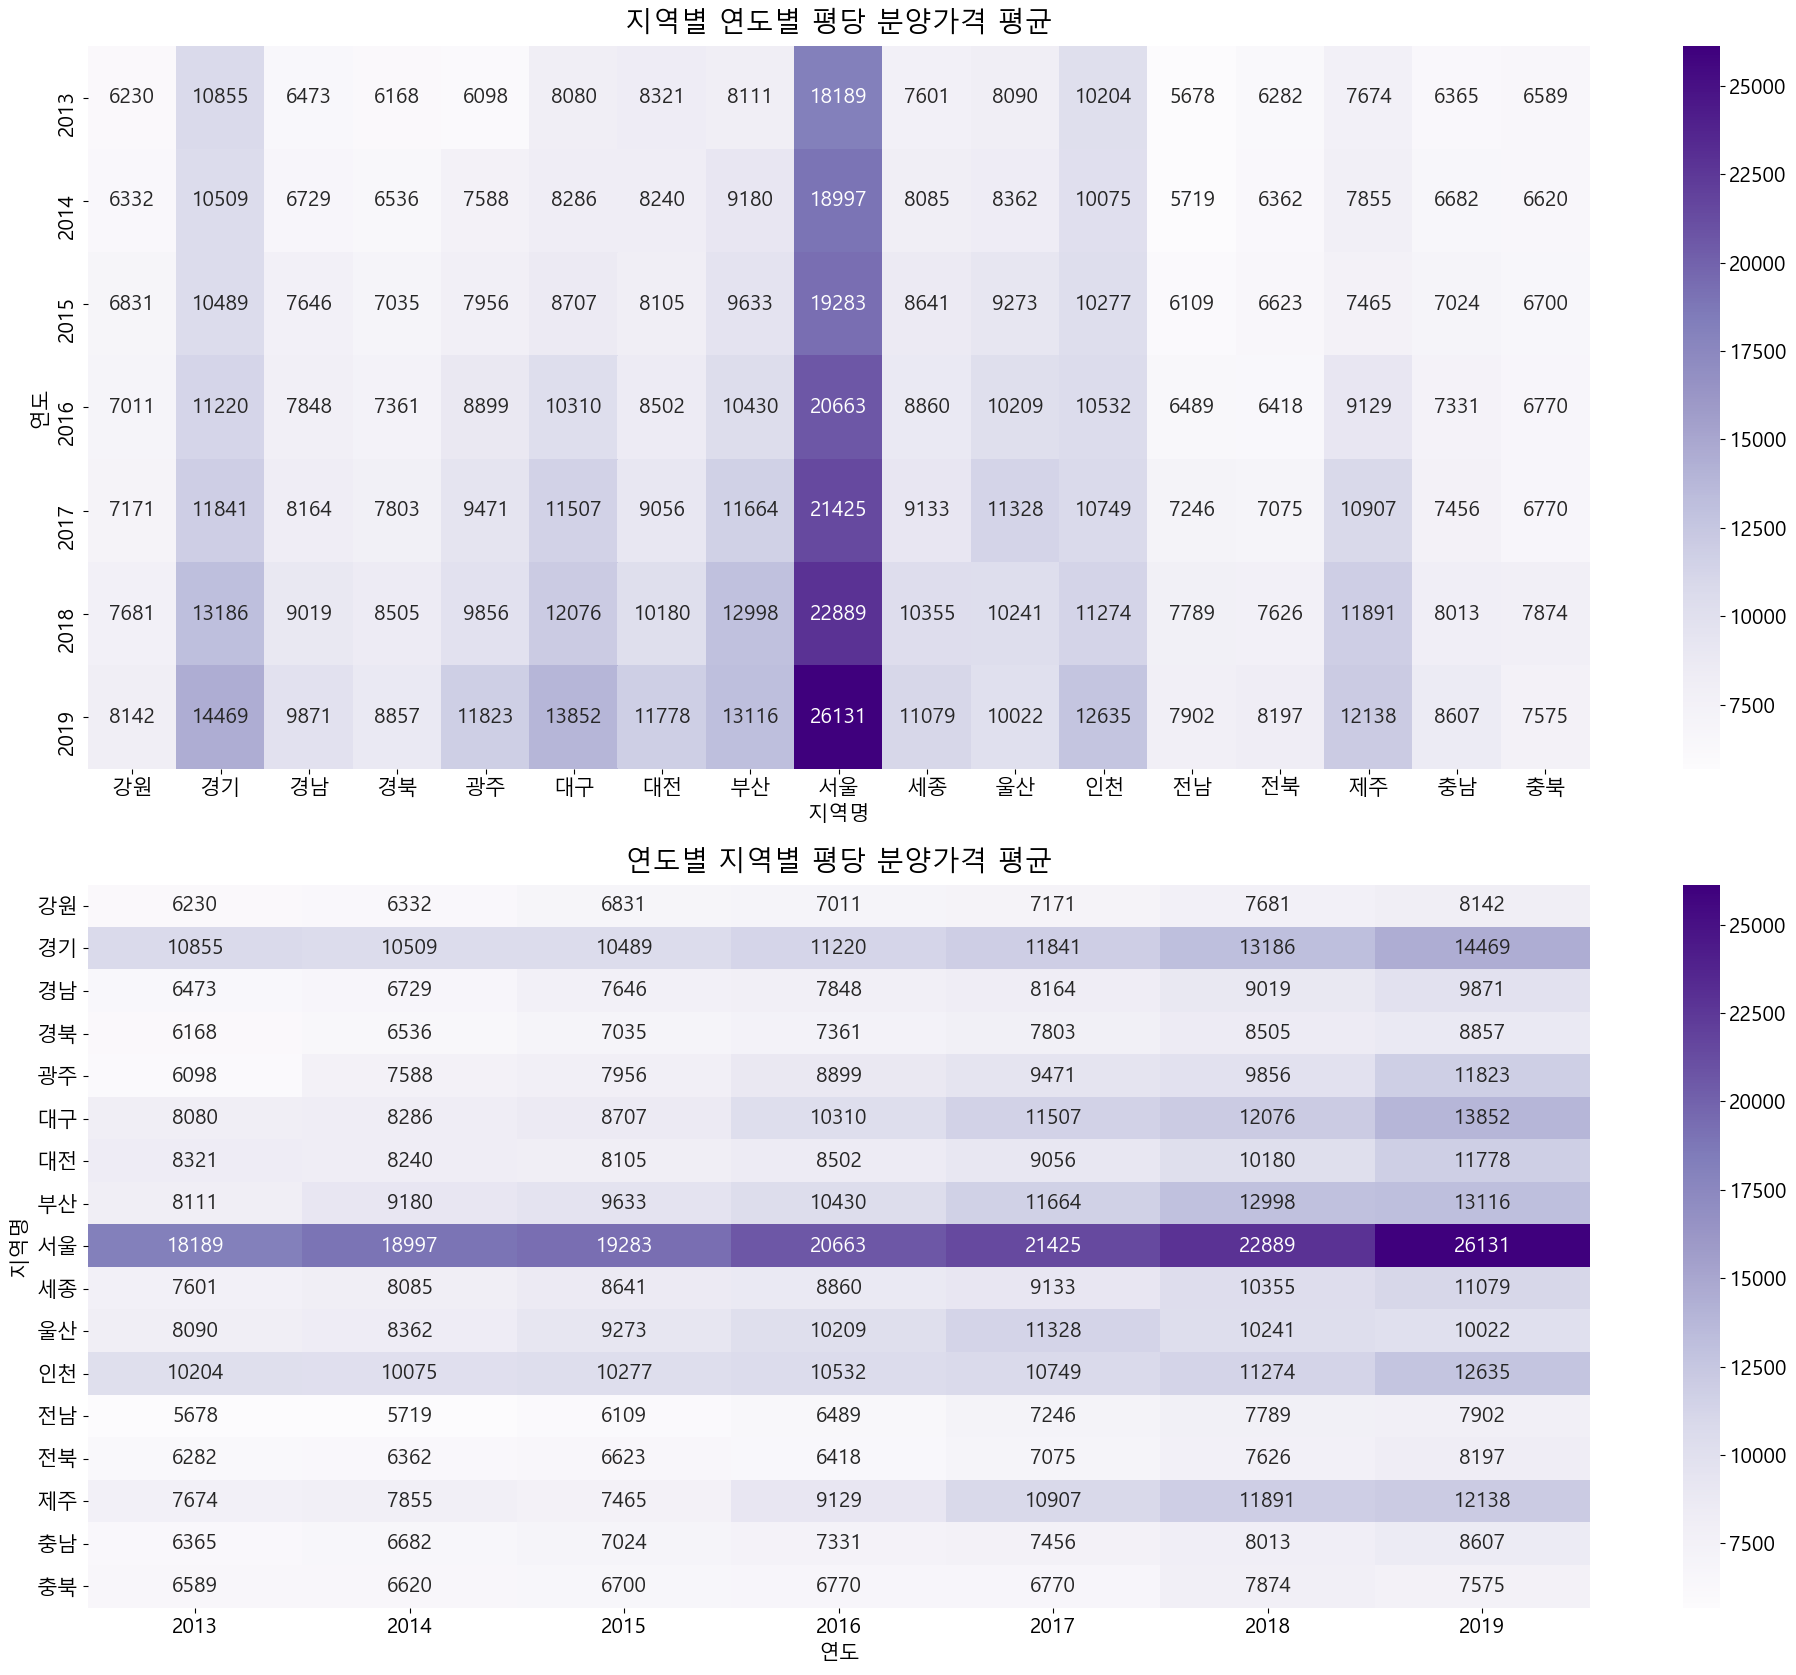 지역별 연도별 평당 분양가격 평균
2013 6230 10855 6473 6168 6098 8080 8321 8111 18189 7601 8090 10204 5678 6282 7674 6365 6589
2014 6332 10509 6729 6536 7588 8286 8240 9180 18997 8085 8362 10075 5719 6362 7855 6682 6620
2015 6831 10489 7646 7035 7956 8707 8105 9633 19283 8641 9273 10277 6109 6623 7465 7024 6700
2016 7011 11220 7848 7361 8899 10310 8502 10430 20663 8860 10209 10532 6489 6418 9129 7331 6770
2017 7171 11841 8164 7803 9471 11507 9056 11664 21425 9133 11328 10749 7246 7075 10907 7456 6770
2018 7681 13186 9019 8505 9856 12076 10180 12998 22889 10355 10241 11274 7789 7626 11891 8013 7874
2019 8142 14469 9871 8857 11823 13852 11778 13116 26131 11079 10022 12635 7902 8197 12138 8607 7575
연도
강원 경기 경남 경북 광주 대구 대전 부산 서울 세종 울산 인천 전남 전북 제주 충남 충북
지역명
25000
22500
20000
17500
15000
12500
10000
7500
연도별 지역별 평당 분양가격 평균
강원 6230 6332 6831 7011 7171 7681 8142
경기 10855 10509 10489 11220 11841 13186 14469
경남 6473 6729 7646 7848 8164 9019 9871
경북 6168 6536 7035 7361 7803 8505 8857
광주 6098 7588 7956 8899 9471 9856 11823
대구 8080 8286 8707 10310 11507 12076 13852
대전 8321 8240 8105 8502 9056 10180 11778
부산 8111 9180 9633 10430 11664 12998 13116
서울 18189 18997 19283 20663 21425 22889 26131
세종 7601 8085 8641 8860 9133 10355 11079
울산 8090 8362 9273 10209 11328 10241 10022
인천 10204 10075 10277 10532 10749 11274 12635
전남 5678 5719 6109 6489 7246 7789 7902
전북 6282 6362 6623 6418 7075 7626 8197
제주 7674 7855 7465 9129 10907 11891 12138
충남 6365 6682 7024 7331 7456 8013 8607
충북 6589 6620 6700 6770 6770 7874 7575
지역명
2013 2014 2015 2016 2017 2018 2019
연도
25000
22500
20000
17500
15000
12500
10000
7500